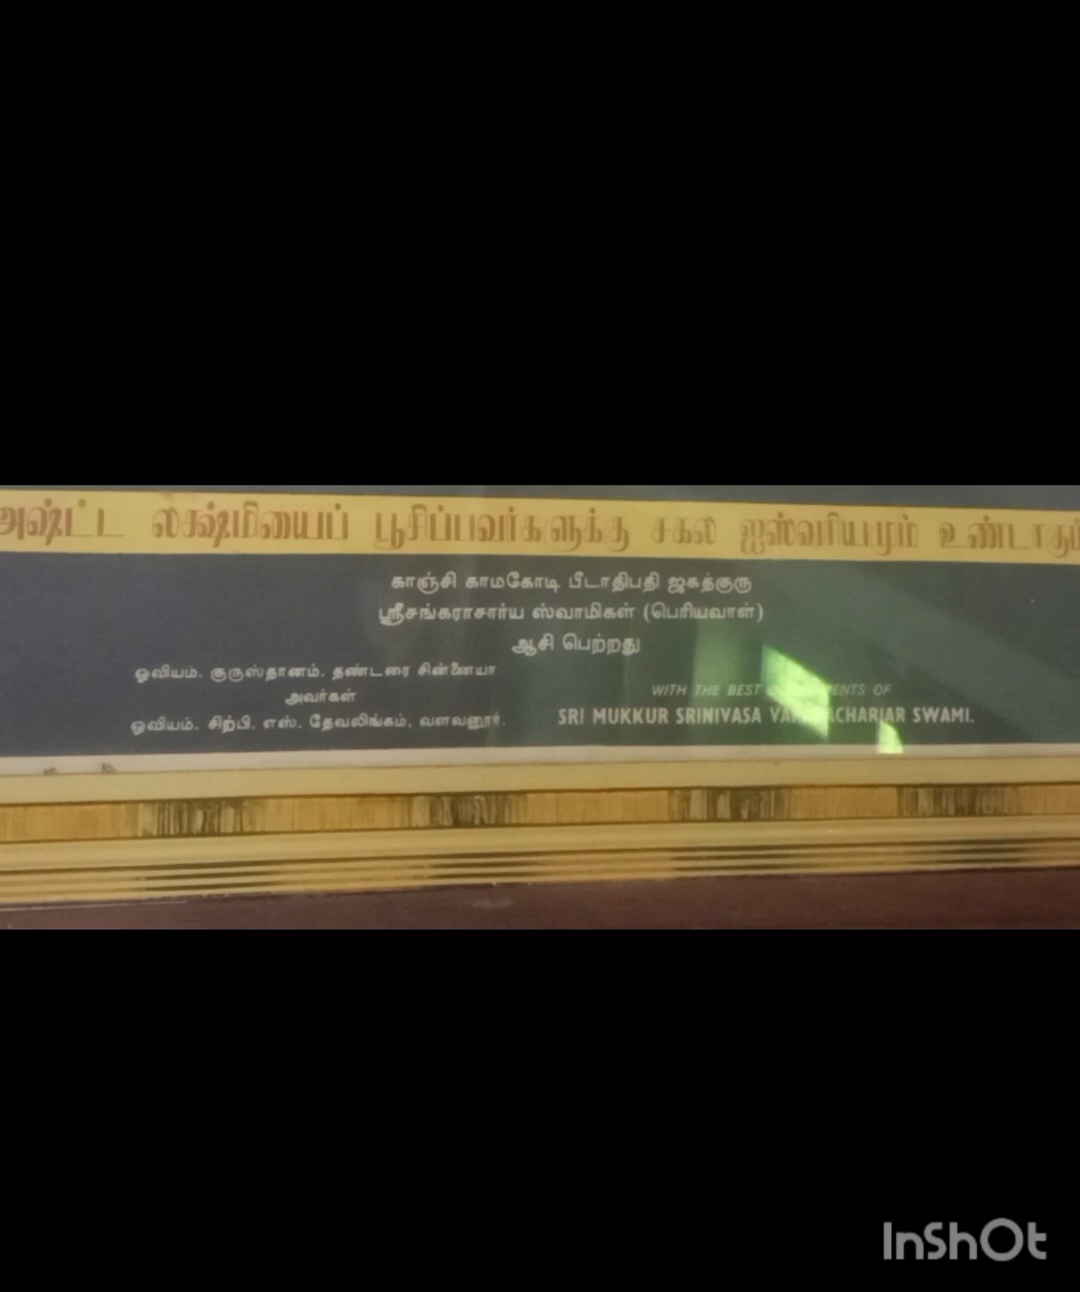 அஷ்ட்ட லக்ஷ்மியைப் பூசிப்பவர்களுக்கு சகல ஐஸ்வரியமும் உண்டாகும்
காஞ்சி காமகோடி பீடாதிபதி ஜகத்குரு
ஸ்ரீசங்கராசார்ய ஸ்வாமிகள் (பெரியவாள்)
ஆசி பெற்றது
ஓவியம். குருஸ்தானம். தண்டரை சின்னையா
அவர்கள்
ஓவியம். சிற்பி. எஸ். தேவலிங்கம், வளவனூர்.
WITH THE BEST OF
SRI MUKKUR SRINIVASA SWAMI.
InShOt